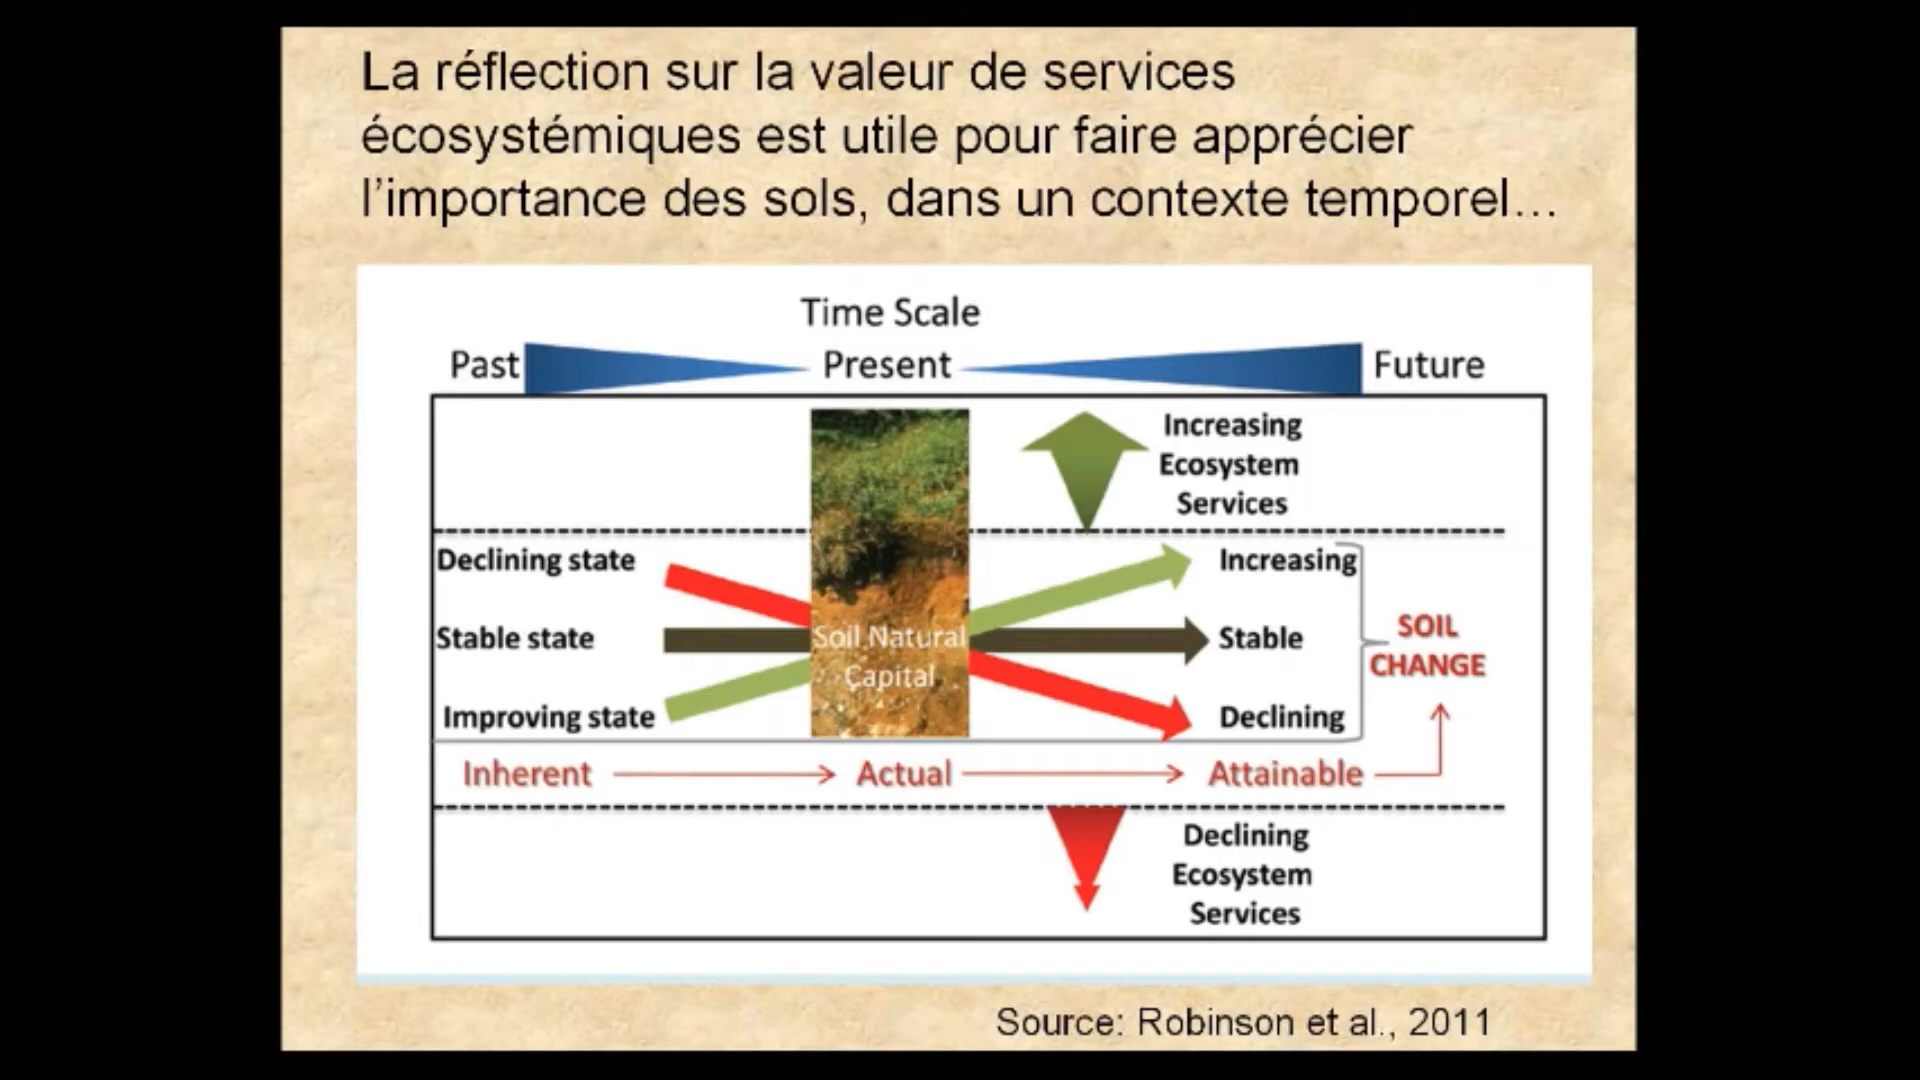 La réflection sur la valeur de services
écosystémiques est utile pour faire apprécier
l’importance des sols, dans un contexte temporel…
Time Scale
Past
Present
Future
Increasing
Ecosystem
Services
Declining state
Increasing
Stable state
Soil Natural
Capital
Stable
SOIL
CHANGE
Improving state
Declining
Inherent
Actual
Attainable
Declining
Ecosystem
Services
Source: Robinson et al., 2011